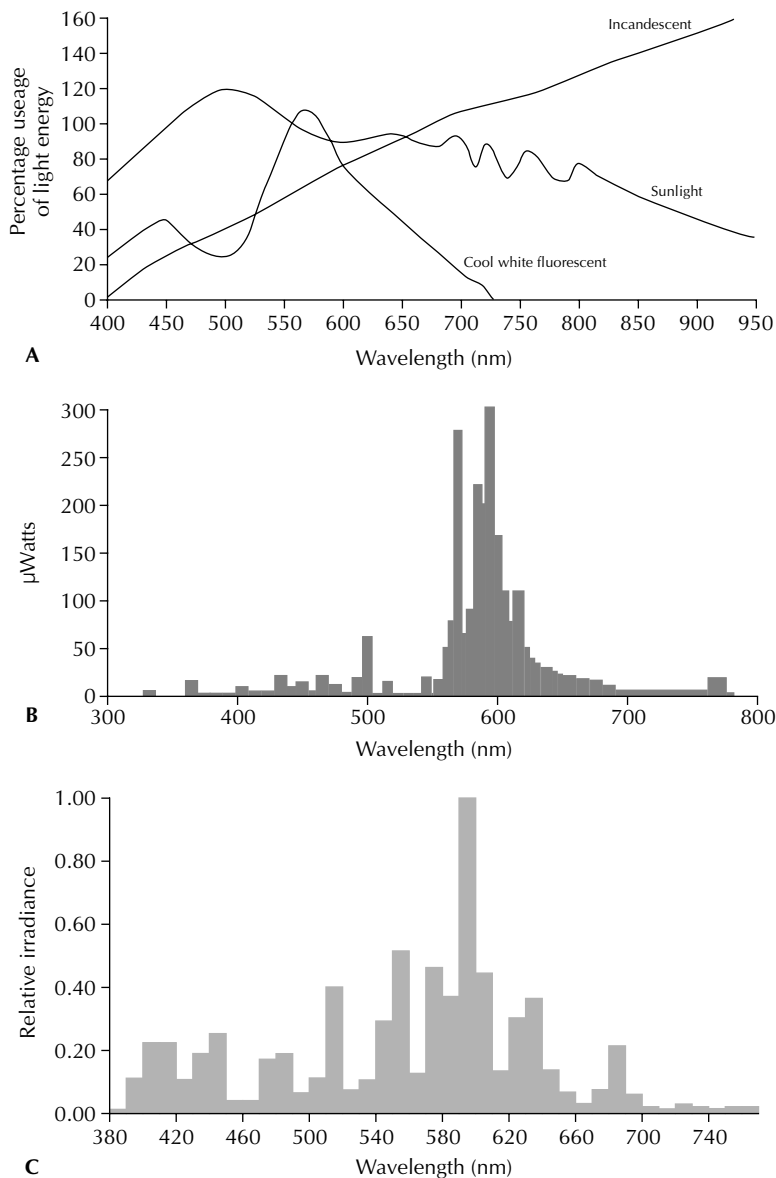 160
140
120
100
80
60
40
20
0
Percentage useage
of light energy
Incandescent
Sunlight
Cool white fluorescent
400 450 500 550 600 650 700 750 800 850 900 950
Wavelength (nm)
A
300
250
200
150
100
50
0
µWatts
300 400 500 600 700 800
Wavelength (nm)
B
1.00
0.80
0.60
0.40
0.20
0.00
Relative irradiance
380 420 460 500 540 580 620 660 700 740
Wavelength (nm)
C